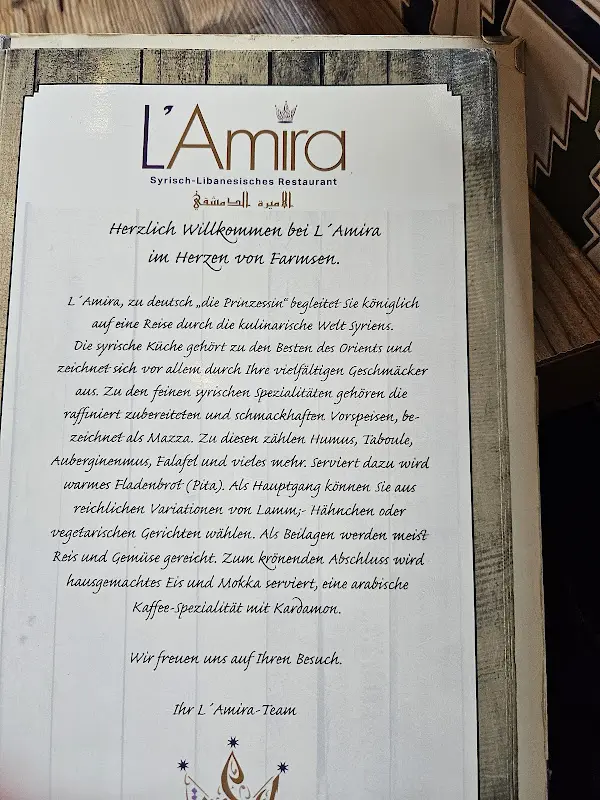 L'Amira
Syrisch-Libanesisches Restaurant
الاميرة الدمشقي
Herzlich Willkommen bei L´Amira
im Herzen von Farmsen.
L´Amira, zu deutsch „die Prinzessin" begleitet Sie königlich
auf eine Reise durch die kulinarische Welt Syriens.
Die syrische Küche gehört zu den Besten des Orients und
zeichnet sich vor allem durch Ihre vielfältigen Geschmäcker
aus. Zu den feinen syrischen Spezialitäten gehören die
raffiniert zubereiteten und schmackhaften Vorspeisen, be-
zeichnet als Mazza. Zu diesen zählen Humus, Taboule,
Auberginenmus, Falafel und vieles mehr. Serviert dazu wird
warmes Fladenbrot (Pita). Als Hauptgang können Sie aus
reichlichen Variationen von Lamm;- Hähnchen oder
vegetarischen Gerichten wählen. Als Beilagen werden meist
Reis und Gemüse gereicht. Zum krönenden Abschluss wird
hausgemachtes Eis und Mokka serviert, eine arabische
Kaffee-Spezialität mit Kardamon.
Wir freuen uns auf Ihren Besuch.
Ihr L´Amira-Team